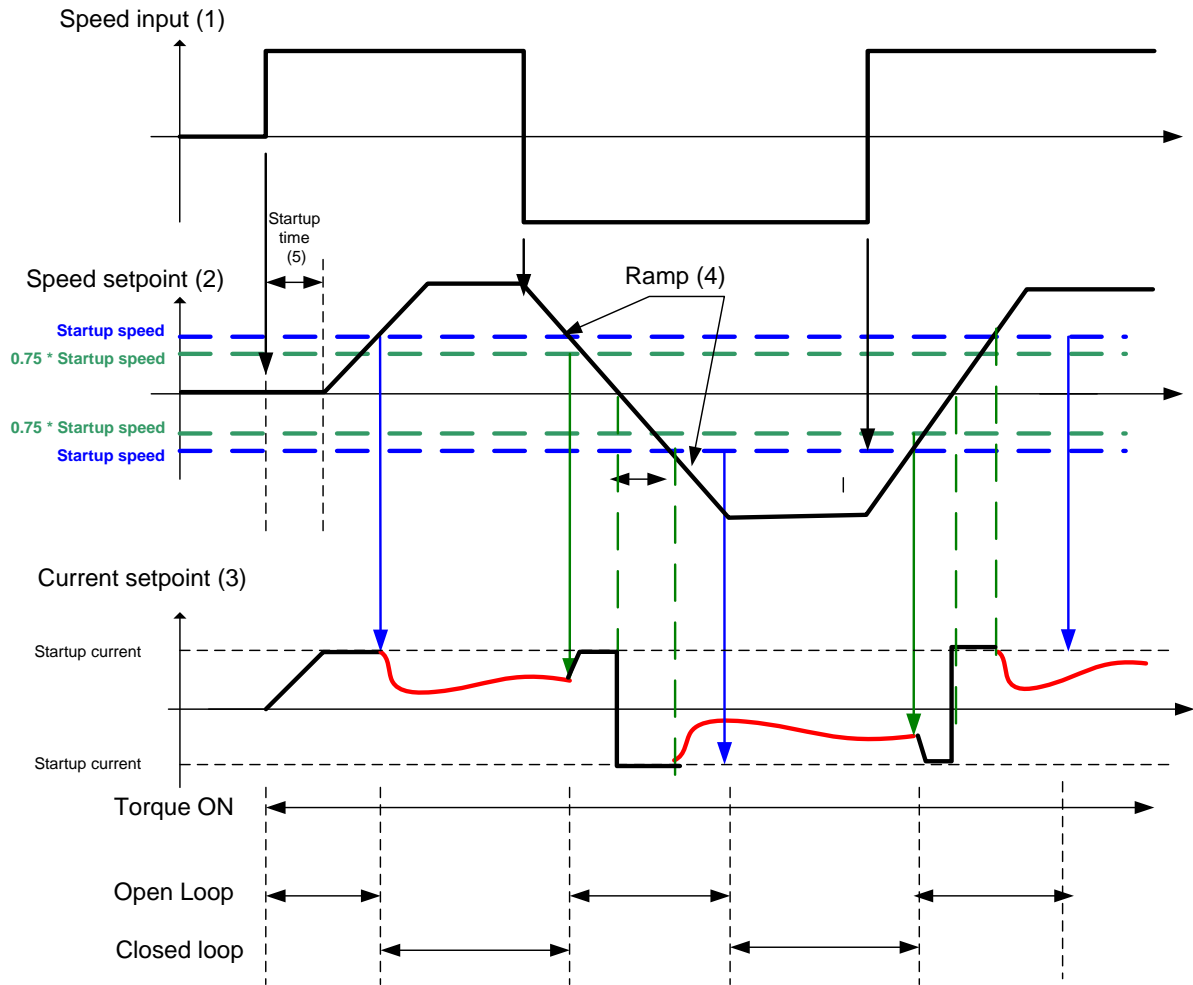 Speed input (1)
Startup
time
(5)
Speed setpoint (2)
Ramp (4)
Startup speed
0.75 * Startup speed
0.75 * Startup speed
Startup speed
Current setpoint (3)
Startup current
Startup current
Torque ON
Open Loop
Closed loop